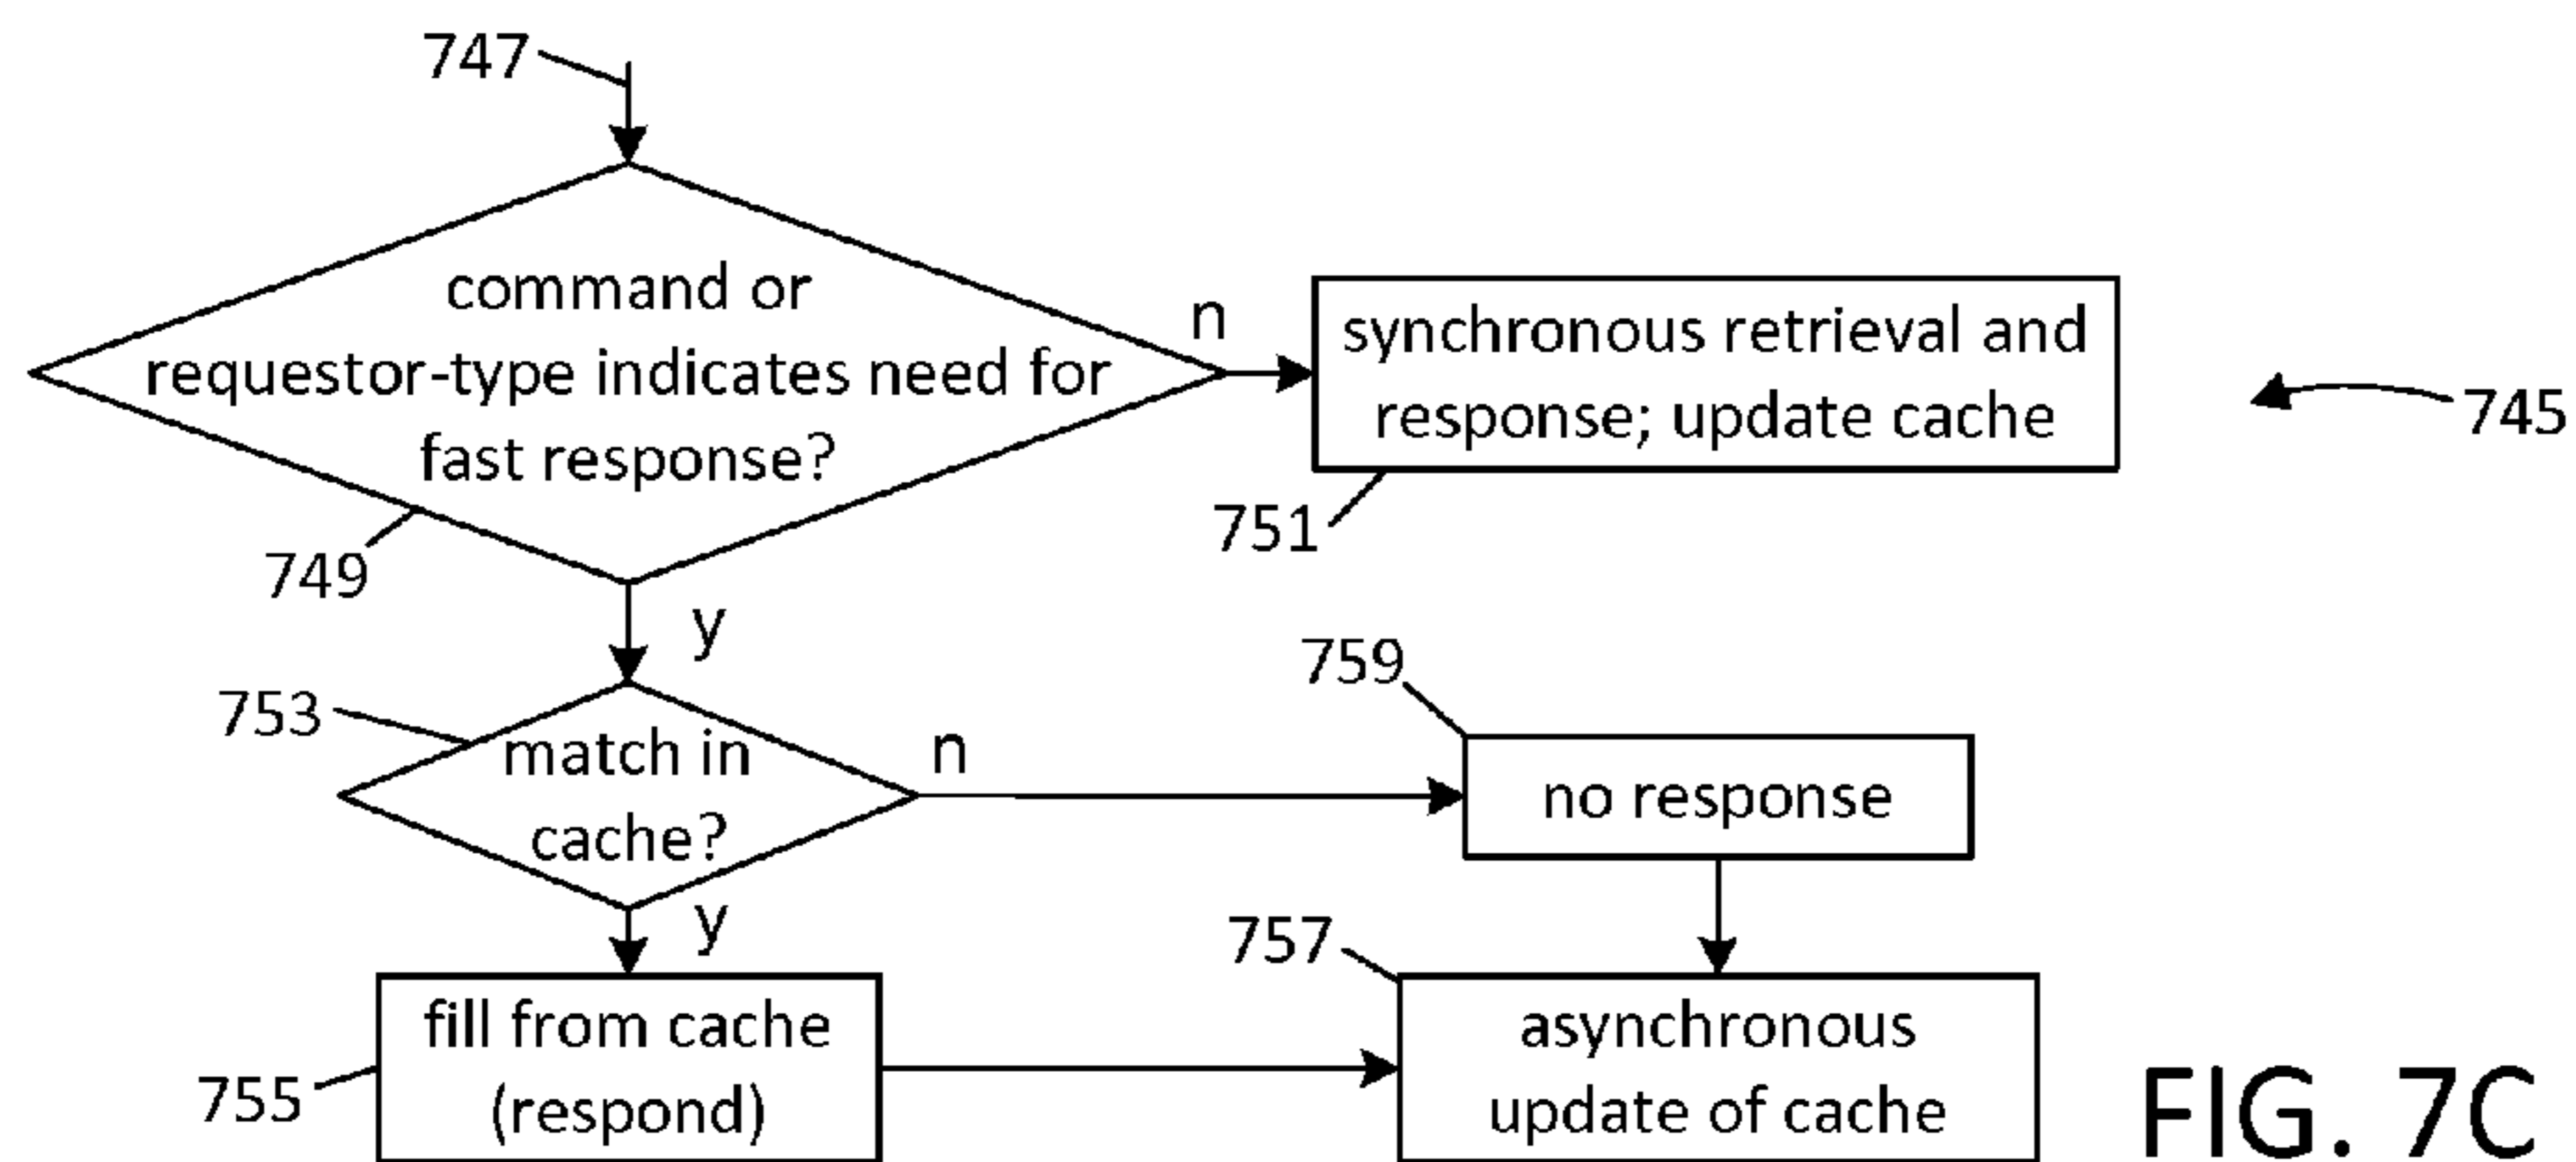 747
command or
requestor-type indicates need for
fast response?
n
synchronous retrieval and
response; update cache
745
751
749
y
759
753
match in
cache?
n
no response
y
757
755
fill from cache
(respond)
asynchronous
update of cache
FIG. 7C